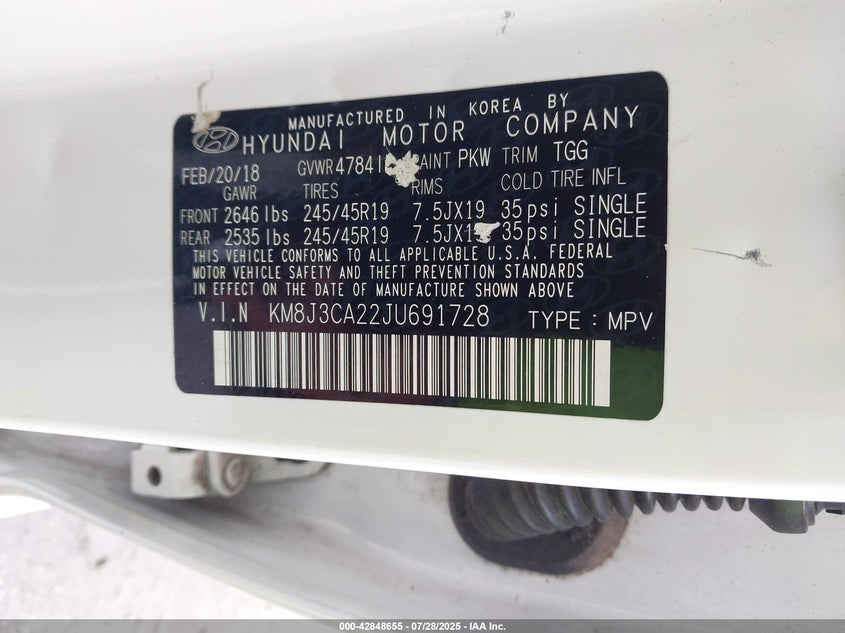 MANUFACTURED IN KOREA BY
HYUNDAI MOTOR COMPANY
FEB/20/18 GVWR 4784 PKW TRIM TGG
GAWR TIRES RIMS COLD TIRE INFL
FRONT 2646 lbs 245/45R19 7.5JX19 35psi SINGLE
REAR 2535 lbs 245/45R19 35psi SINGLE
THIS VEHICLE CONFORMS TO ALL APPLICABLE U.S.A. FEDERAL
MOTOR VEHICLE SAFETY AND THEFT PREVENTION STANDARDS
IN EFFECT ON THE DATE OF MANUFACTURE SHOWN ABOVE
V.I.N KM8J3CA22JU691728 TYPE : MPV
000-42848655 | 07/28/2025 - IAA Inc.